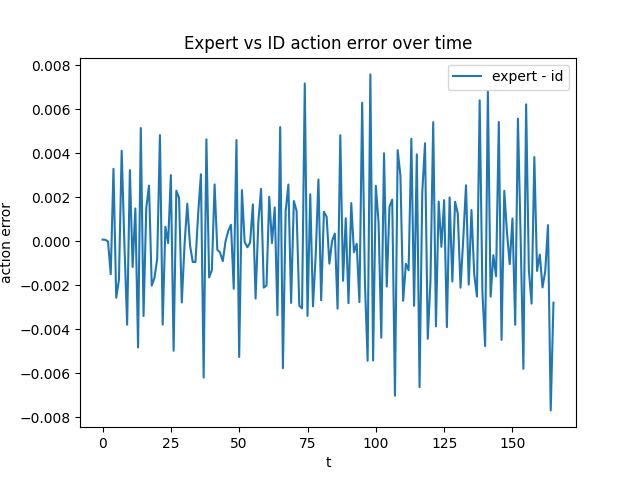 Expert vs ID action error over time
expert - id
0.008
0.006
0.004
0.002
0.000
−0.002
−0.004
−0.006
−0.008
action error
0 25 50 75 100 125 150
t